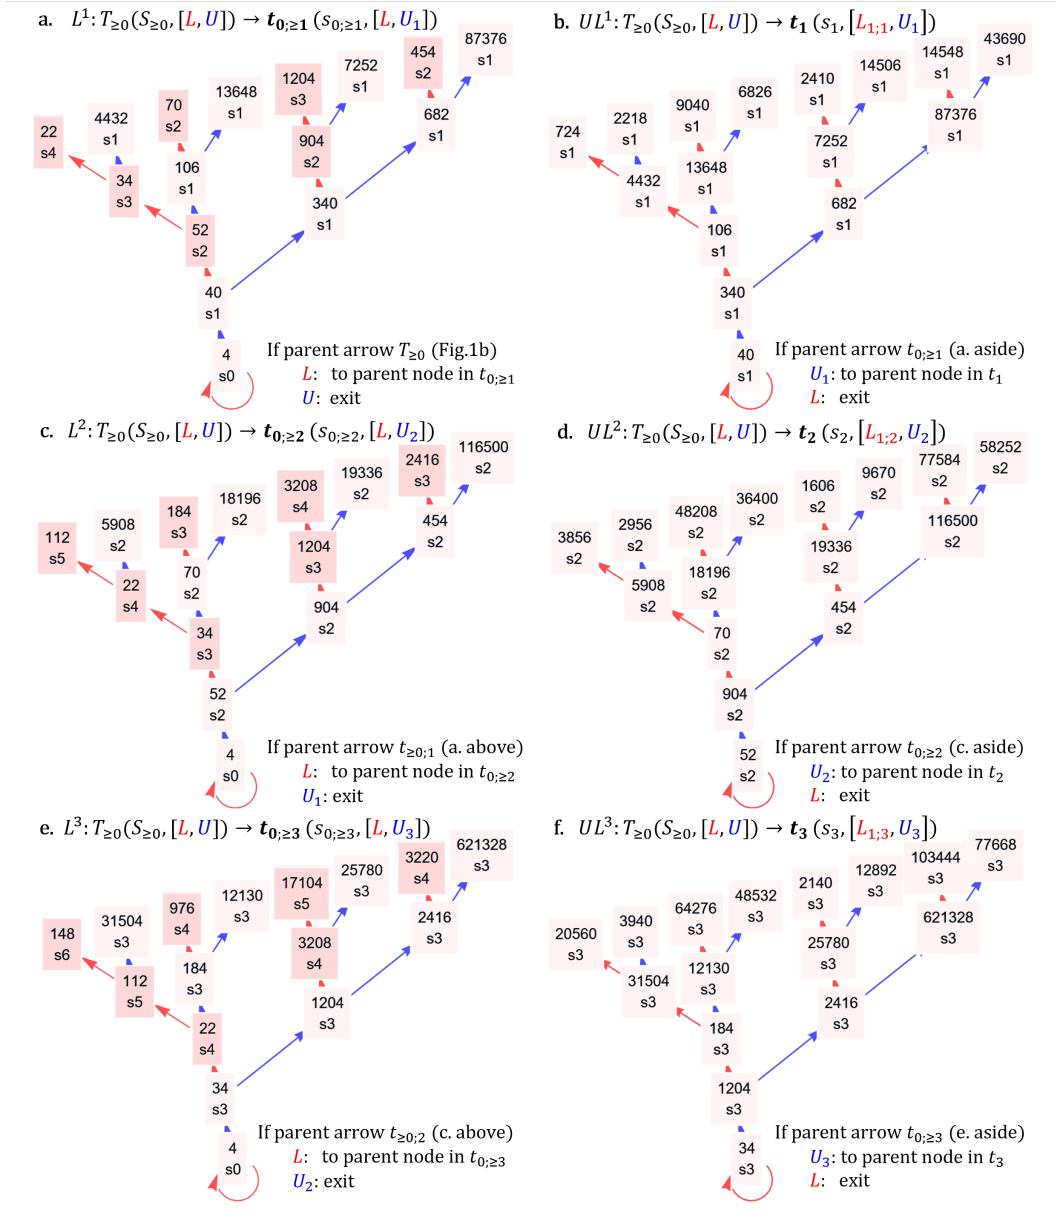 a. L¹: T≥0(S≥0, [L, U]) → t0;≥1 (s0;≥1, [L, U1])
87376
s1
454
s2
7252
s1
1204
s3
13648
s1
70
s2
4432
s1
22
s4
682
s1
904
s2
106
s1
34
s3
340
s1
52
s2
40
s1
4
s0
If parent arrow T≥0 (Fig.1b)
L: to parent node in t0;≥1
U: exit
b. UL¹: T≥0(S≥0, [L, U]) → t1 (s1, [L1;1, U1])
43690
s1
14548
s1
14506
s1
2410
s1
6826
s1
9040
s1
2218
s1
724
s1
87376
s1
7252
s1
13648
s1
4432
s1
682
s1
106
s1
340
s1
40
s1
If parent arrow t0;≥1 (a. aside)
U1: to parent node in t1
L: exit
c. L²: T≥0(S≥0, [L, U]) → t0;≥2 (s0;≥2, [L, U2])
116500
s2
2416
s3
19336
s2
3208
s4
18196
s2
184
s3
5908
s2
112
s5
454
s2
1204
s3
70
s2
22
s4
904
s2
34
s3
52
s2
4
s0
If parent arrow t≥0;1 (a. above)
L: to parent node in t0;≥2
U1: exit
d. UL²: T≥0(S≥0, [L, U]) → t2 (s2, [L1;2, U2])
58252
s2
77584
s2
9670
s2
1606
s2
36400
s2
48208
s2
2956
s2
3856
s2
116500
s2
19336
s2
18196
s2
5908
s2
454
s2
70
s2
904
s2
52
s2
If parent arrow t0;≥2 (c. aside)
U2: to parent node in t2
L: exit
e. L³: T≥0(S≥0, [L, U]) → t0;≥3 (s0;≥3, [L, U3])
621328
s3
3220
s4
25780
s3
17104
s5
12130
s3
976
s4
31504
s3
148
s6
2416
s3
3208
s4
184
s3
112
s5
1204
s3
22
s4
34
s3
4
s0
If parent arrow t≥0;2 (c. above)
L: to parent node in t0;≥3
U2: exit
f. UL³: T≥0(S≥0, [L, U]) → t3 (s3, [L1;3, U3])
77668
s3
103444
s3
12892
s3
2140
s3
48532
s3
64276
s3
3940
s3
20560
s3
621328
s3
25780
s3
12130
s3
31504
s3
2416
s3
184
s3
1204
s3
34
s3
If parent arrow t0;≥3 (e. aside)
U3: to parent node in t3
L: exit